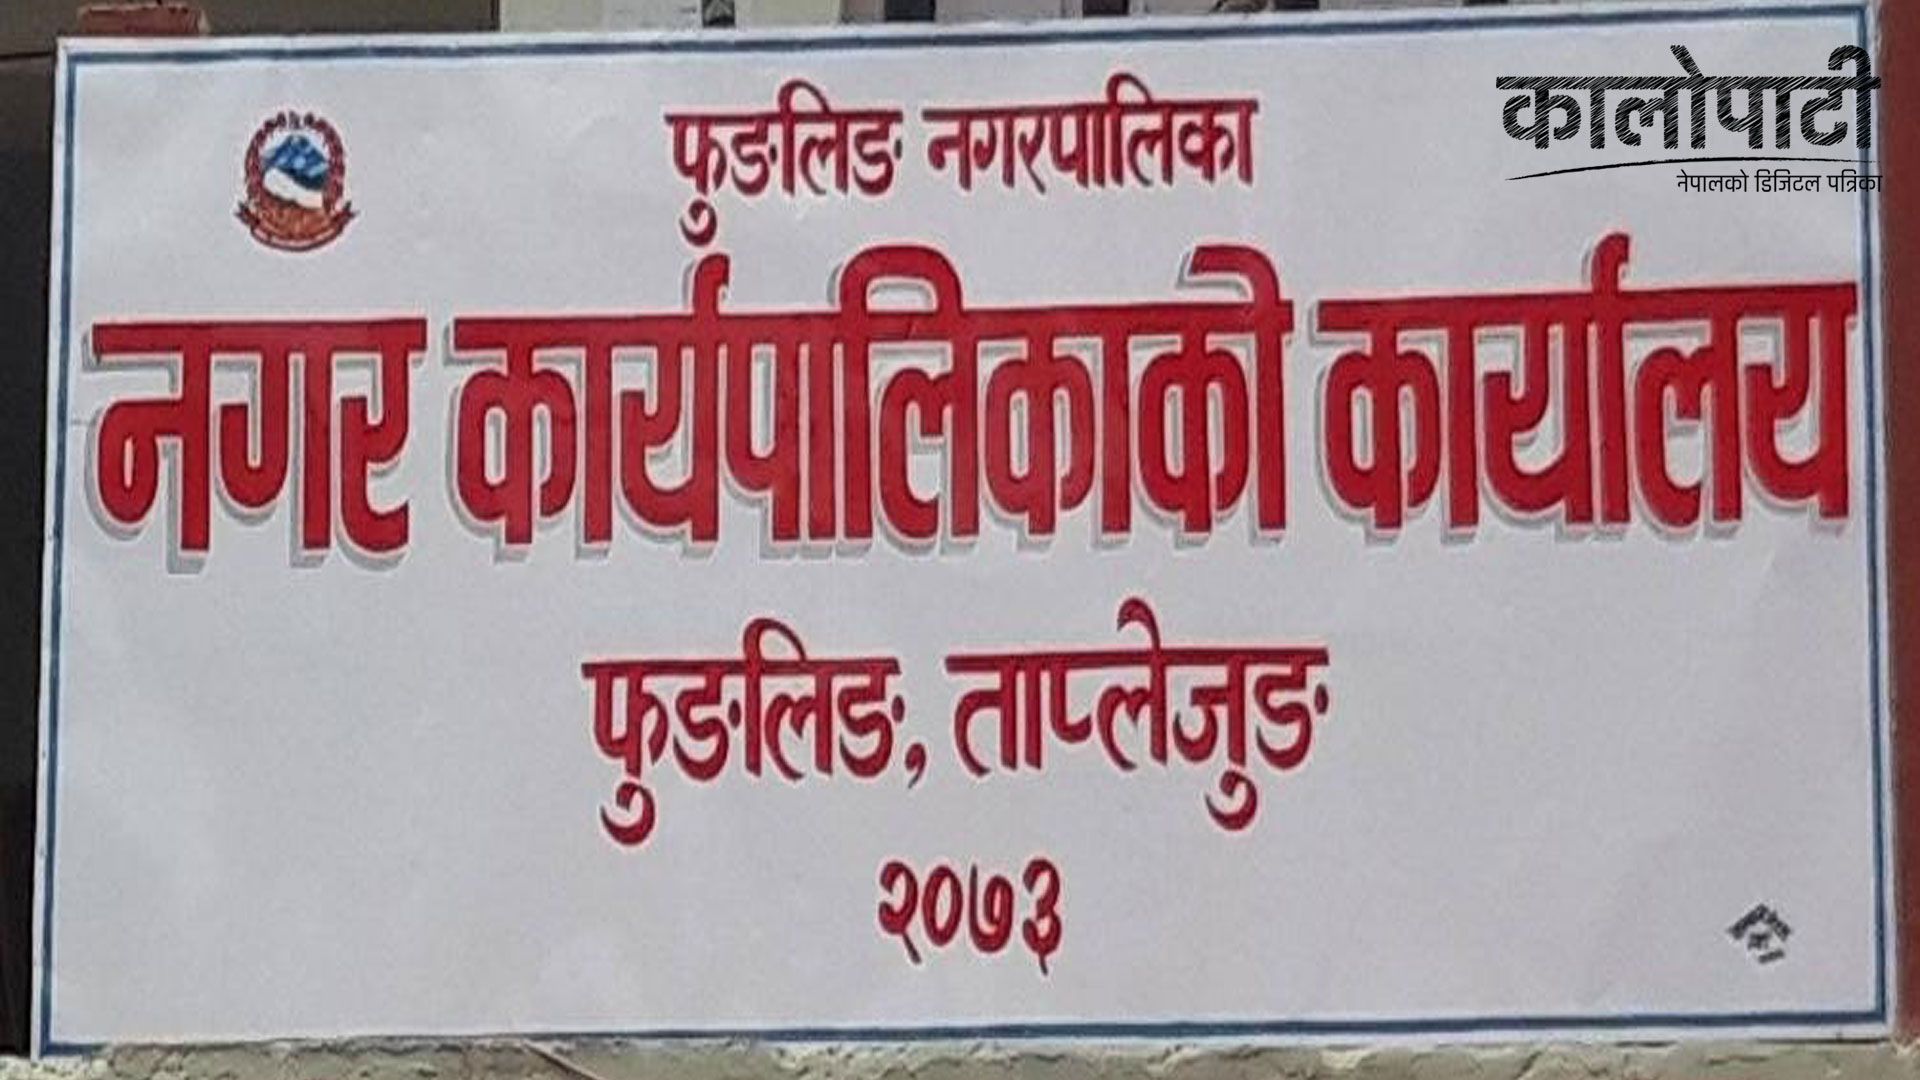 कालोपाटी
नेपालको डिजिटल पत्रिका
फुङलिङ नगरपालिका
नगर कार्यपालिकाको कार्यालय
फुङलिङ, ताप्लेजुङ
२०७३